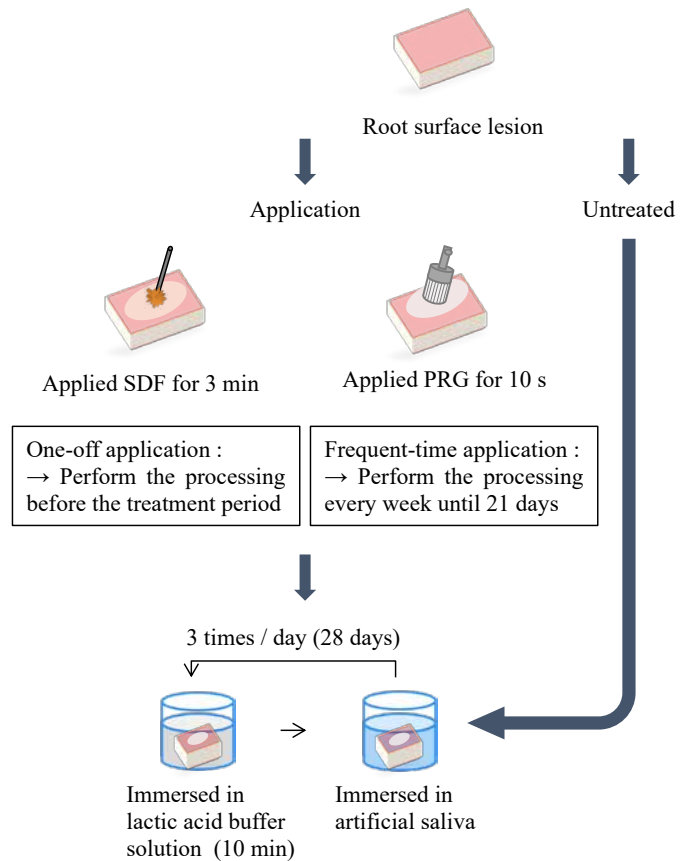 Root surface lesion
Application
Untreated
Applied SDF for 3 min
Applied PRG for 10 s
One-off application :
→ Perform the processing
before the treatment period
Frequent-time application :
→ Perform the processing
every week until 21 days
3 times / day (28 days)
Immersed in
lactic acid buffer
solution (10 min)
Immersed in
artificial saliva